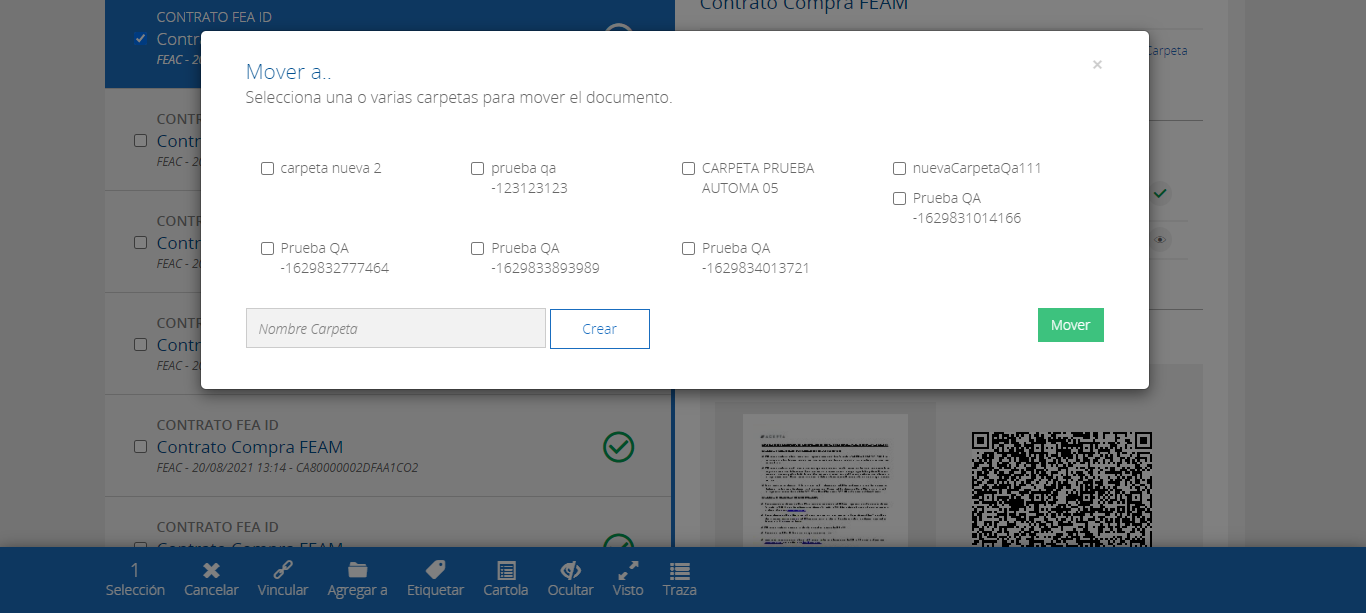 CONTRATO FEA ID
Contrato Compra FEAM
Contr
FEAC - 20
Carpeta
Mover a..
×
Selecciona una o varias carpetas para mover el documento.
CONTR
Contr
FEAC - 20
carpeta nueva 2
prueba qa
-123123123
CARPETA PRUEBA
AUTOMA 05
nuevaCarpetaQa111
Prueba QA
-1629831014166
CONTR
Contr
FEAC - 20
Prueba QA
-1629832777464
Prueba QA
-1629833893989
Prueba QA
-1629834013721
CONTR
Contr
FEAC - 20
Nombre Carpeta
Crear
Mover
CONTRATO FEA ID
Contrato Compra FEAM
FEAC - 20/08/2021 13:14 - CA80000002DFAA1CO2
CONTRATO FEA ID
Contrato Compra FEAM
1
Selección
Cancelar
Vincular
Agregar a
Etiquetar
Cartola
Ocultar
Visto
Traza